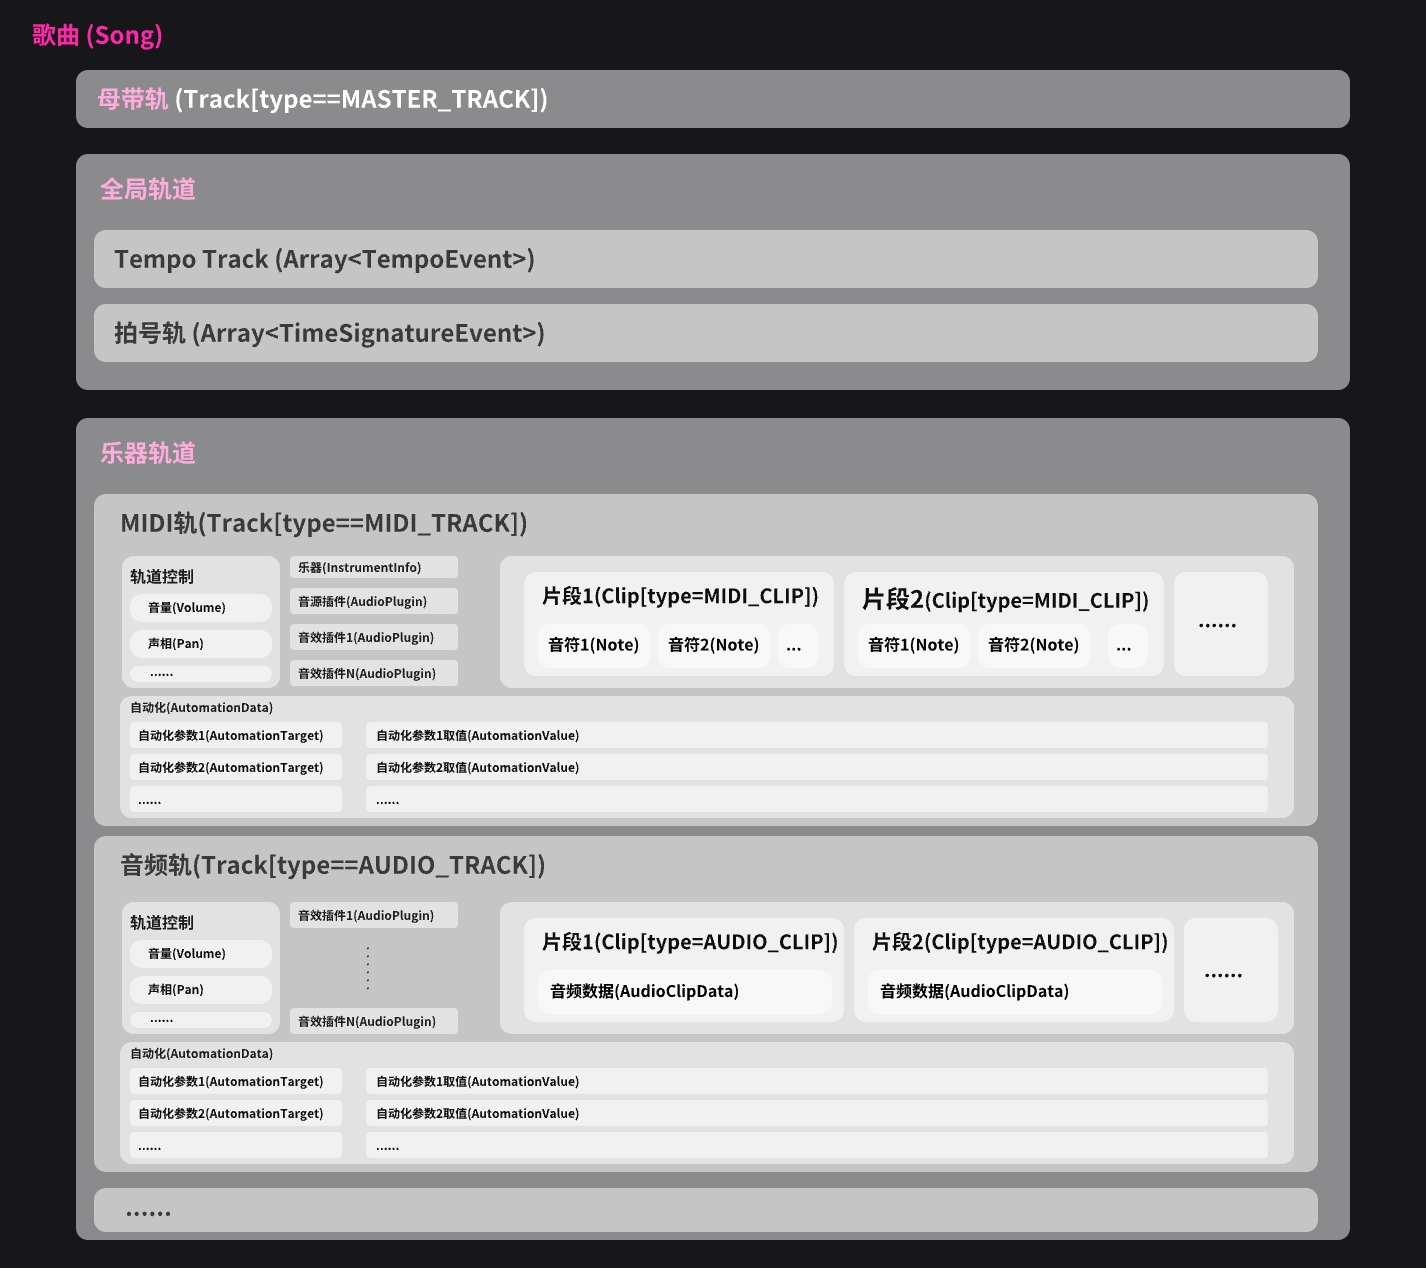 歌曲 (Song)
母带轨 (Track[type==MASTER_TRACK])
全局轨道
Tempo Track (Array<TempoEvent>)
拍号轨 (Array<TimeSignatureEvent>)
乐器轨道
MIDI轨(Track[type==MIDI_TRACK])
轨道控制
音量(Volume)
声相(Pan)
......
乐器(InstrumentInfo)
音源插件(AudioPlugin)
音效插件1(AudioPlugin)
音效插件N(AudioPlugin)
片段1(Clip[type=MIDI_CLIP])
音符1(Note)
音符2(Note)
...
片段2(Clip[type=MIDI_CLIP])
音符1(Note)
音符2(Note)
...
......
自动化(AutomationData)
自动化参数1(AutomationTarget)
自动化参数1取值(AutomationValue)
自动化参数2(AutomationTarget)
自动化参数2取值(AutomationValue)
......
......
音频轨(Track[type==AUDIO_TRACK])
轨道控制
音量(Volume)
声相(Pan)
......
音效插件1(AudioPlugin)
......
音效插件N(AudioPlugin)
片段1(Clip[type=AUDIO_CLIP])
音频数据(AudioClipData)
片段2(Clip[type=AUDIO_CLIP])
音频数据(AudioClipData)
......
自动化(AutomationData)
自动化参数1(AutomationTarget)
自动化参数1取值(AutomationValue)
自动化参数2(AutomationTarget)
自动化参数2取值(AutomationValue)
......
......
......